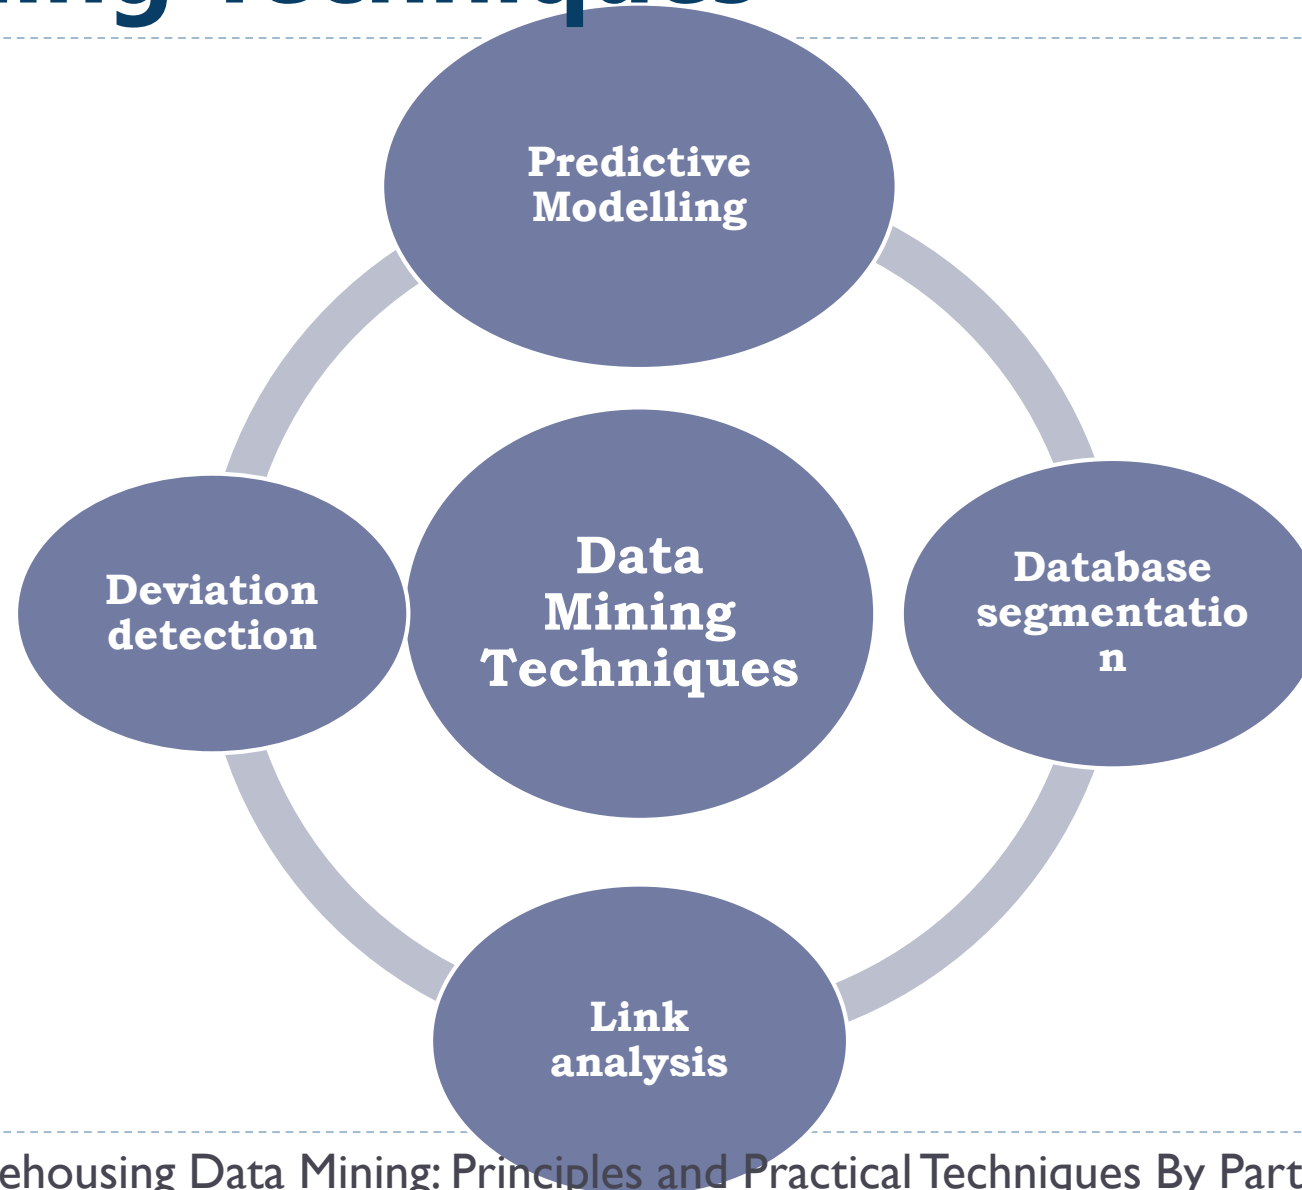 Techniques
Predictive
Modelling
Deviation
detection
Data
Mining
Techniques
Database
segmentatio
n
Link
analysis
ehousing Data Mining: Principles and Practical Techniques By Part